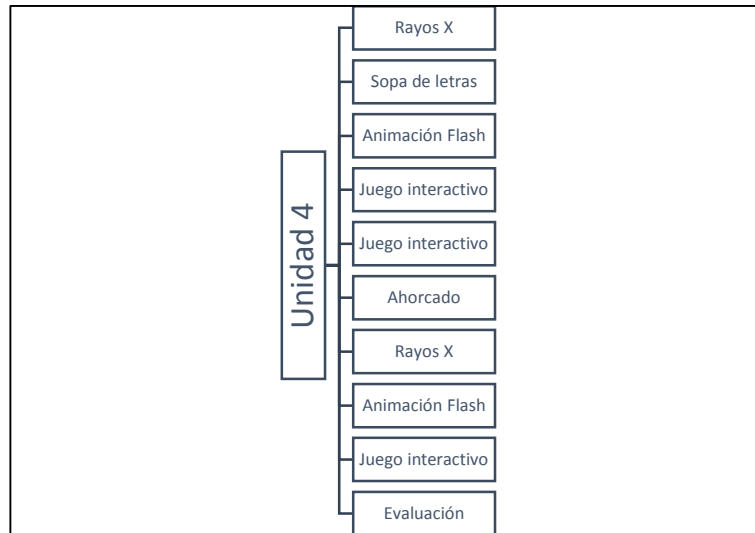 Unidad 4
Rayos X
Sopa de letras
Animación Flash
Juego interactivo
Juego interactivo
Ahorcado
Rayos X
Animación Flash
Juego interactivo
Evaluación